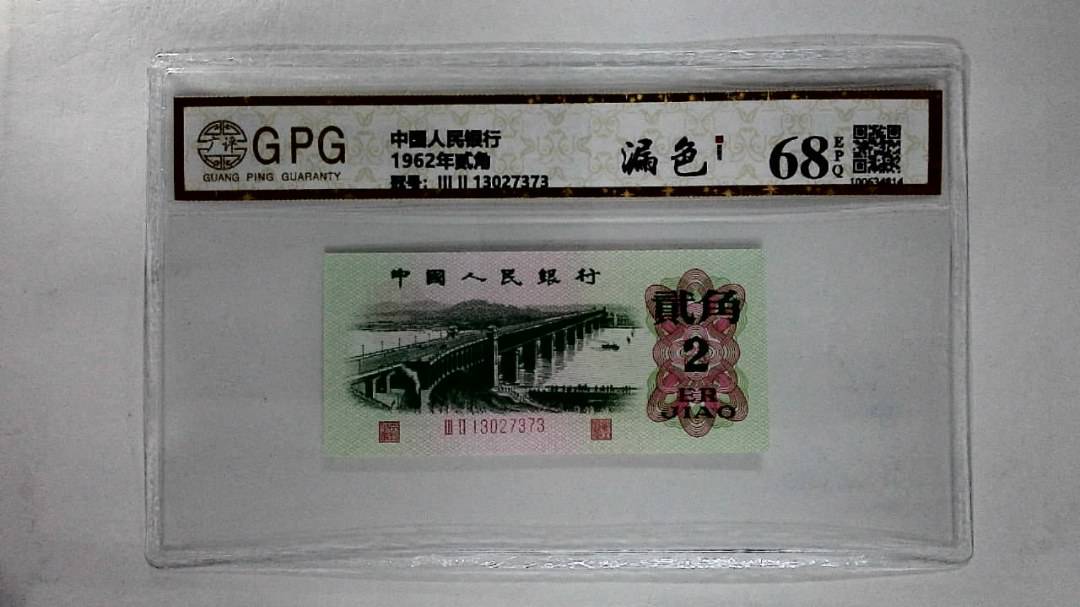 GPG
GUANG PING GUARANTY
中国人民银行
1962年贰角
冠号: III II 13027373
漏色
68
EPQ
中國人民銀行
貳角
2
ER
JIAO
III II 13027373